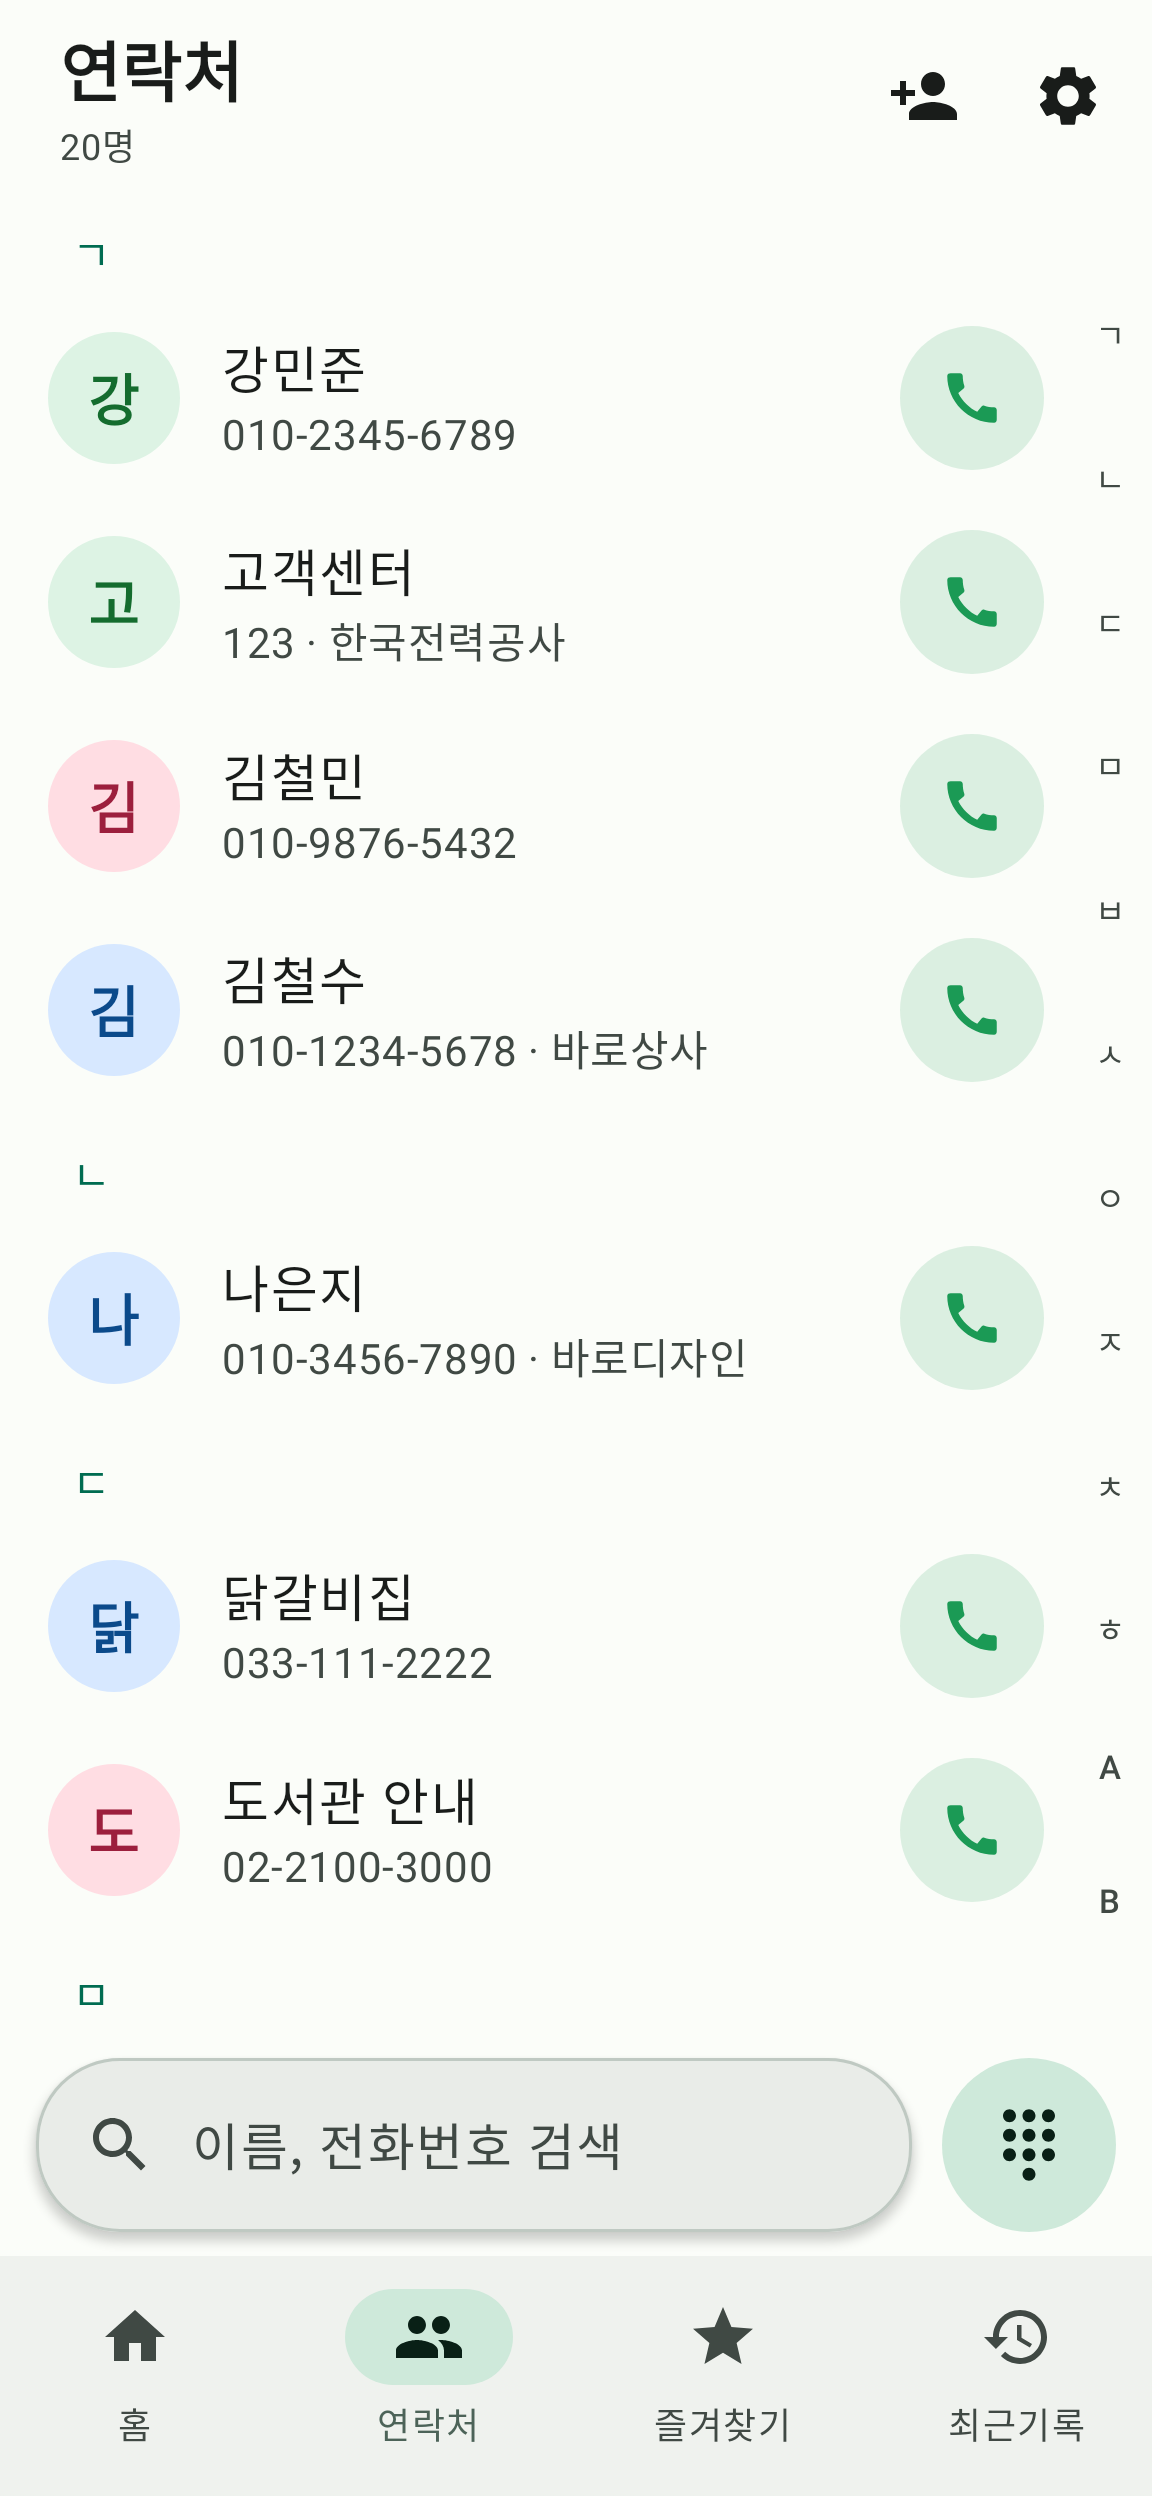 연락처
20명
ㄱ
강
강민준
010-2345-6789
고
고객센터
123 · 한국전력공사
김
김철민
010-9876-5432
김
김철수
010-1234-5678 · 바로상사
ㄴ
나
나은지
010-3456-7890 · 바로디자인
ㄷ
닭
닭갈비집
033-111-2222
도
도서관 안내
02-2100-3000
ㅁ
ㄱ
ㄴ
ㄷ
ㅁ
ㅂ
ㅅ
ㅇ
ㅈ
ㅊ
ㅎ
A
B
이름, 전화번호 검색
홈
연락처
즐겨찾기
최근기록